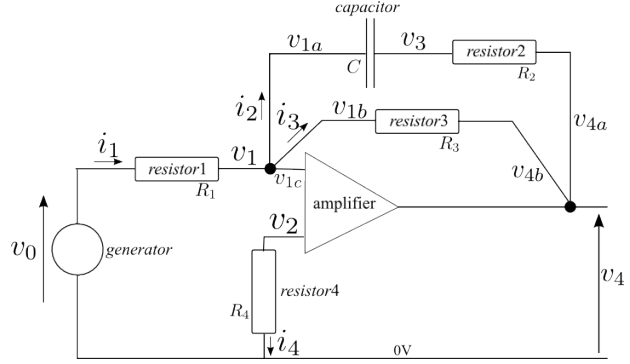 capacitor
v1a
C
v3
resistor2
R2
i2
i3
v1b
resistor3
R3
v4a
i1
resistor1
R1
v1
v1c
v4b
amplifier
v2
v0
generator
R4
resistor4
i4
0V
v4